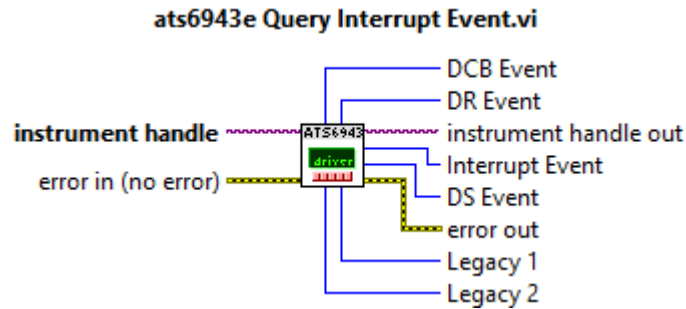 ats6943e Query Interrupt Event.vi
DCB Event
DR Event
instrument handle
ATS6943
instrument handle out
driver
Interrupt Event
error in (no error)
DS Event
error out
Legacy 1
Legacy 2